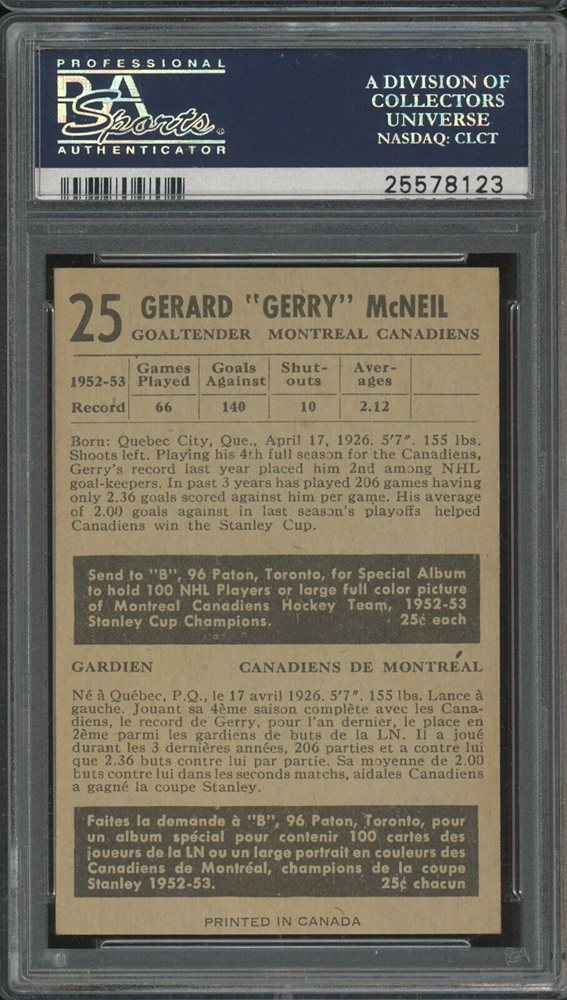 PROFESSIONAL
PSA
Sports
AUTHENTICATOR
A DIVISION OF
COLLECTORS
UNIVERSE
NASDAQ: CLCT
25578123
25 GERARD "GERRY" McNEIL
GOALTENDER MONTREAL CANADIENS
1952-53 Games Played Goals Against Shut-outs Aver-ages
Record 66 140 10 2.12
Born: Quebec City, Que., April 17, 1926. 5'7". 155 lbs.
Shoots left. Playing his 4th full season for the Canadiens,
Gerry's record last year placed him 2nd among NHL
goal-keepers. In past 3 years has played 206 games having
only 2.36 goals scored against him per game. His average
of 2.00 goals against in last season's playoffs helped
Canadiens win the Stanley Cup.
Send to "B", 96 Paton, Toronto, for Special Album
to hold 100 NHL Players or large full color picture
of Montreal Canadiens Hockey Team, 1952-53
Stanley Cup Champions. 25¢ each
GARDIEN CANADIENS DE MONTRÉAL
Né à Québec, P.Q., le 17 avril 1926. 5'7". 155 lbs. Lance à
gauche. Jouant sa 4ème saison complète avec les Cana-
diens, le record de Gerry, pour l'an dernier, le place en
2ème parmi les gardiens de buts de la LN. Il a joué
durant les 3 dernières années, 206 parties et a contre lui
que 2.36 buts contre lui par partie. Sa moyenne de 2.00
buts contre lui dans les seconds matchs, aidales Canadiens
a gagné la coupe Stanley.
Faites la demande à "B", 96 Paton, Toronto, pour
un album spécial pour contenir 100 cartes des
joueurs de la LN ou un large portrait en couleurs des
Canadiens de Montréal, champions de la coupe
Stanley 1952-53. 25¢ chacun
PRINTED IN CANADA